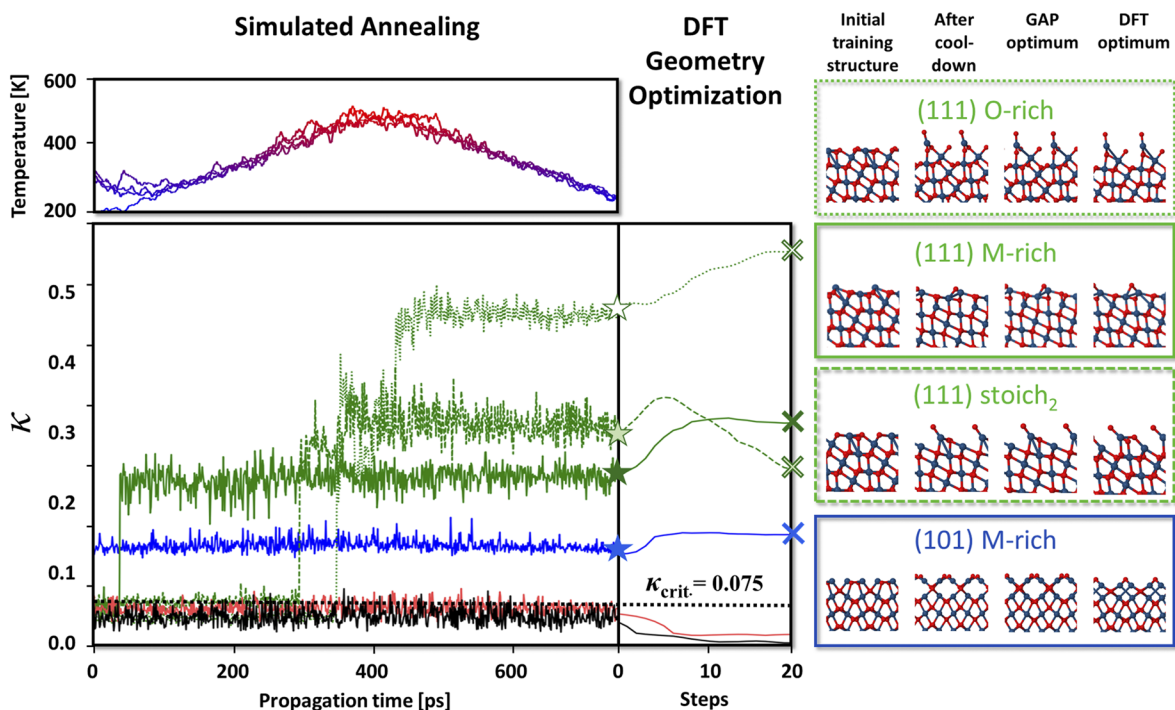 Simulated Annealing
DFT
Geometry
Optimization
Initial
training
structure
After
cool-
down
GAP
optimum
DFT
optimum
Temperature [K]
600
400
200
(111) O-rich
(111) M-rich
(111) stoich₂
(101) M-rich
𝒦
0.5
0.4
0.3
0.2
0.1
0.0
κcrit. = 0.075
0
200
400
600
0
10
20
Propagation time [ps]
Steps